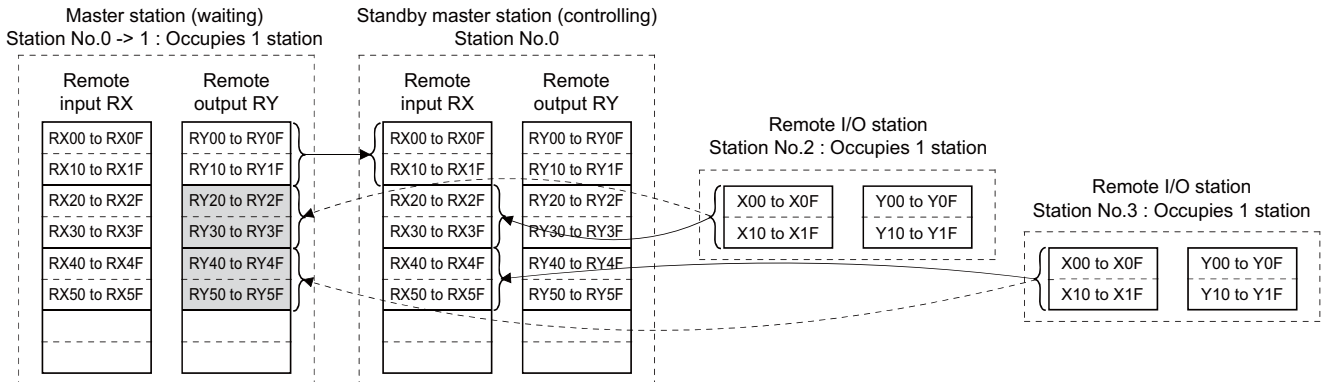 Master station (waiting)
Station No.0 -> 1 : Occupies 1 station
Remote
input RX
Remote
output RY
RX00 to RX0F
RX10 to RX1F
RX20 to RX2F
RX30 to RX3F
RX40 to RX4F
RX50 to RX5F
RY00 to RY0F
RY10 to RY1F
RY20 to RY2F
RY30 to RY3F
RY40 to RY4F
RY50 to RY5F
Standby master station (controlling)
Station No.0
Remote
input RX
Remote
output RY
RX00 to RX0F
RX10 to RX1F
RX20 to RX2F
RX30 to RX3F
RX40 to RX4F
RX50 to RX5F
RY00 to RY0F
RY10 to RY1F
RY20 to RY2F
RY30 to RY3F
RY40 to RY4F
RY50 to RY5F
Remote I/O station
Station No.2 : Occupies 1 station
X00 to X0F
X10 to X1F
Y00 to Y0F
Y10 to Y1F
Remote I/O station
Station No.3 : Occupies 1 station
X00 to X0F
X10 to X1F
Y00 to Y0F
Y10 to Y1F